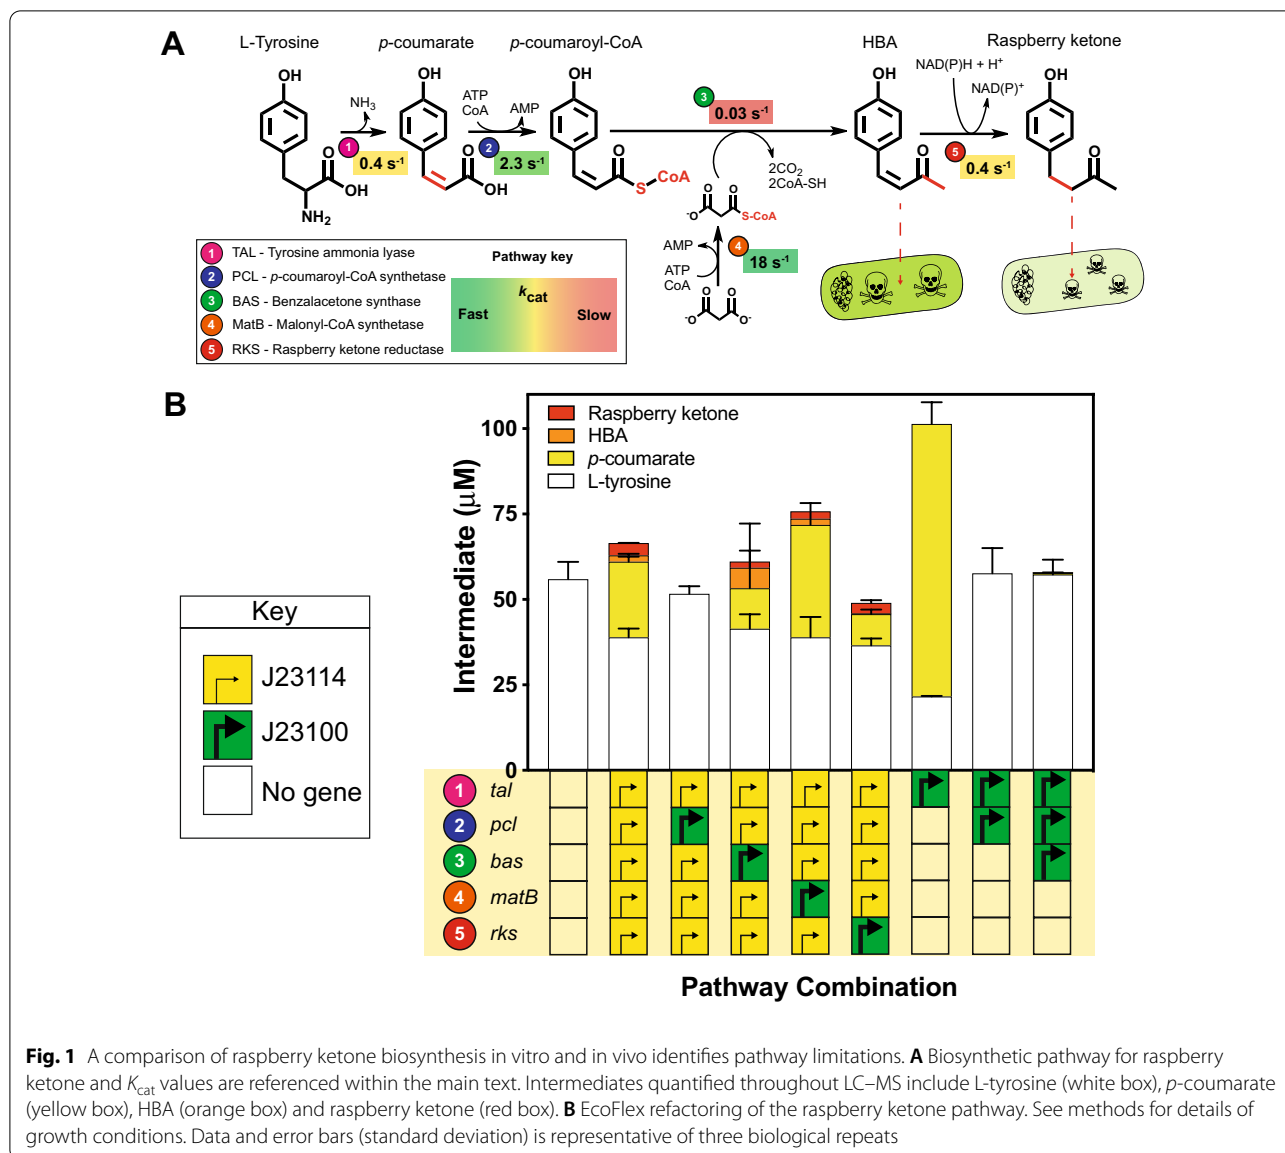 A
L-Tyrosine
p-coumarate
p-coumaroyl-CoA
HBA
Raspberry ketone
OH
OH
OH
OH
OH
NH3
ATP
CoA
AMP
NAD(P)H + H+
NAD(P)+
1
0.4 s-1
2
2.3 s-1
3
0.03 s-1
5
0.4 s-1
O
OH
NH2
O
OH
O
S
CoA
2CO2
2CoA-SH
O
O
O
O
-O
S-CoA
AMP
ATP
CoA
4
18 s-1
O
O
-O
O-
1 TAL - Tyrosine ammonia lyase
2 PCL - p-coumaroyl-CoA synthetase
3 BAS - Benzalacetone synthase
4 MatB - Malonyl-CoA synthetase
5 RKS - Raspberry ketone reductase
Pathway key
kcat
Fast
Slow
B
Raspberry ketone
HBA
p-coumarate
L-tyrosine
Intermediate (μM)
100
75
50
25
0
Key
J23114
J23100
No gene
1 tal
2 pcl
3 bas
4 matB
5 rks
Pathway Combination
Fig. 1 A comparison of raspberry ketone biosynthesis in vitro and in vivo identifies pathway limitations. A Biosynthetic pathway for raspberry
ketone and Kcat values are referenced within the main text. Intermediates quantified throughout LC–MS include L-tyrosine (white box), p-coumarate
(yellow box), HBA (orange box) and raspberry ketone (red box). B EcoFlex refactoring of the raspberry ketone pathway. See methods for details of
growth conditions. Data and error bars (standard deviation) is representative of three biological repeats